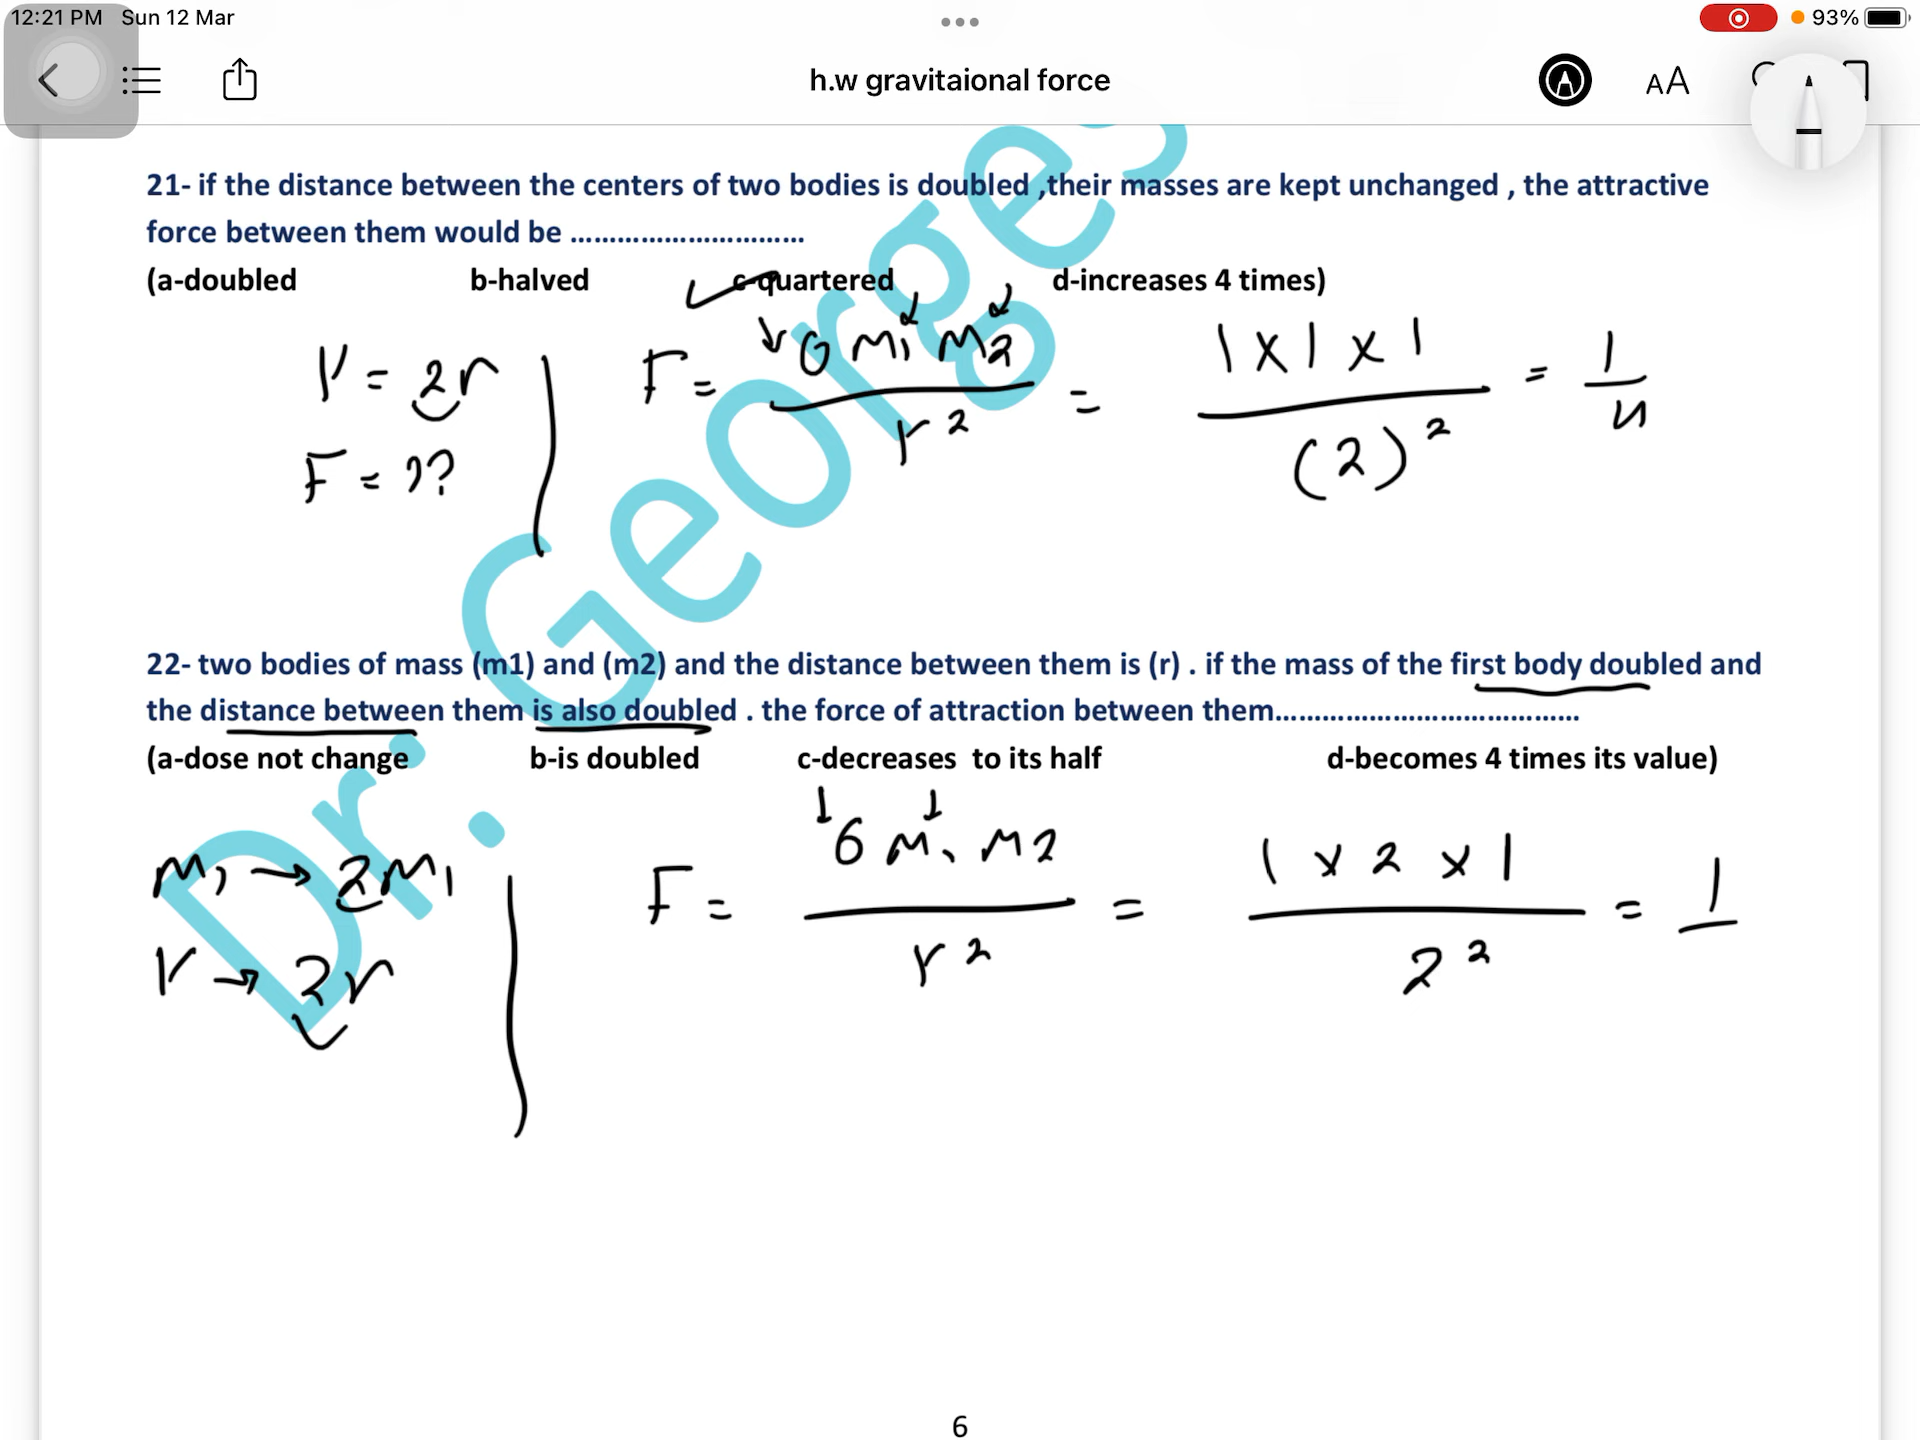 12:21 PM Sun 12 Mar
93%
h.w gravitaional force
AA
21- if the distance between the centers of two bodies is doubled ,their masses are kept unchanged , the attractive
force between them would be ..............................
(a-doubled b-halved c-quartered d-increases 4 times)
r = 2r
F = ??
F = G M1 M2 / r² = 1 x 1 x 1 / (2)² = 1 / 4
22- two bodies of mass (m1) and (m2) and the distance between them is (r) . if the mass of the first body doubled and
the distance between them is also doubled . the force of attraction between them.......................................
(a-dose not change b-is doubled c-decreases to its half d-becomes 4 times its value)
M1 → 2M1
r → 2r
F = G M1 M2 / r² = 1 x 2 x 1 / 2² = 1
Dr. Georges
6